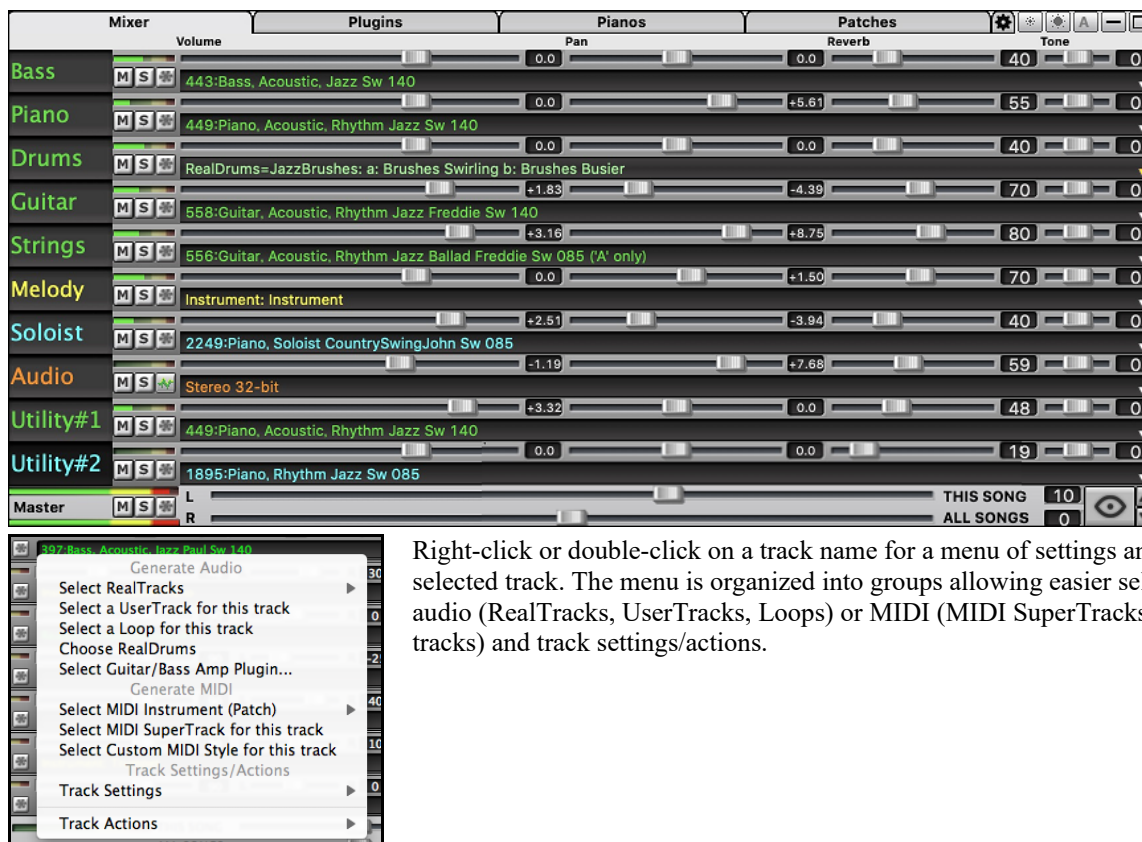 Mixer Plugins Pianos Patches A
Volume Pan Reverb Tone
Bass M S 0.0 0.0 40 0
443:Bass, Acoustic, Jazz Sw 140
Piano M S 0.0 +5.61 55 0
449:Piano, Acoustic, Rhythm Jazz Sw 140
Drums M S 0.0 0.0 40 0
RealDrums=JazzBrushes: a: Brushes Swirling b: Brushes Busier
Guitar M S +1.83 -4.39 70 0
558:Guitar, Acoustic, Rhythm Jazz Freddie Sw 140
Strings M S +3.16 +8.75 80 0
556:Guitar, Acoustic, Rhythm Jazz Ballad Freddie Sw 085 ('A' only)
Melody M S 0.0 +1.50 70 0
Instrument: Instrument
Soloist M S +2.51 -3.94 40 0
2249:Piano, Soloist CountrySwingJohn Sw 085
Audio M S -1.19 +7.68 59 0
Stereo 32-bit
Utility#1 M S +3.32 0.0 48 0
449:Piano, Acoustic, Rhythm Jazz Sw 140
Utility#2 M S 0.0 0.0 19 0
1895:Piano, Rhythm Jazz Sw 085
Master M S L THIS SONG 10
R ALL SONGS 0
397:Bass, Acoustic, Jazz Paul Sw 140
Generate Audio
Select RealTracks
Select a UserTrack for this track
Select a Loop for this track
Choose RealDrums
Select Guitar/Bass Amp Plugin...
Generate MIDI
Select MIDI Instrument (Patch)
Select MIDI SuperTrack for this track
Select Custom MIDI Style for this track
Track Settings/Actions
Track Settings
Track Actions
30
0
-2
40
10
0
Right-click or double-click on a track name for a menu of settings an
selected track. The menu is organized into groups allowing easier se
audio (RealTracks, UserTracks, Loops) or MIDI (MIDI SuperTracks
tracks) and track settings/actions.